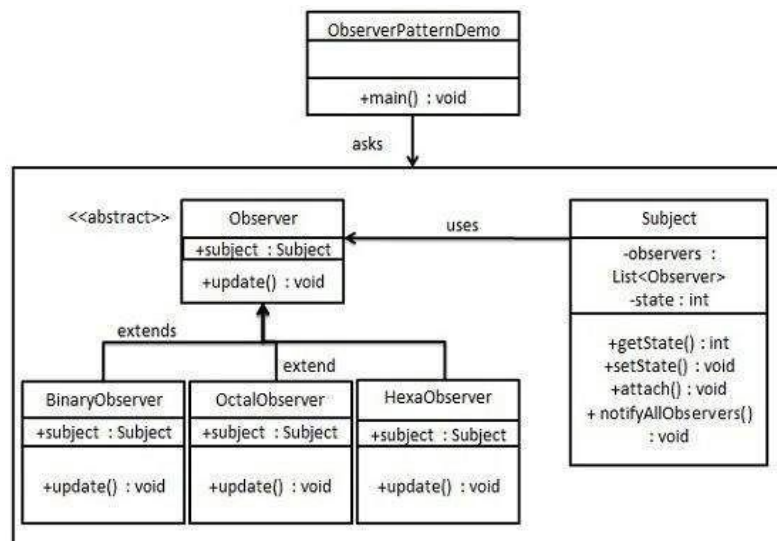 ObserverPatternDemo
+main() : void
asks
<<abstract>>
Observer
+subject : Subject
+update() : void
uses
Subject
-observers :
List<Observer>
-state : int
+getState() : int
+setState() : void
+attach() : void
+ notifyAllObservers()
: void
extends
extend
BinaryObserver
+subject : Subject
+update() : void
OctalObserver
+subject : Subject
+update() : void
HexaObserver
+subject : Subject
+update() : void